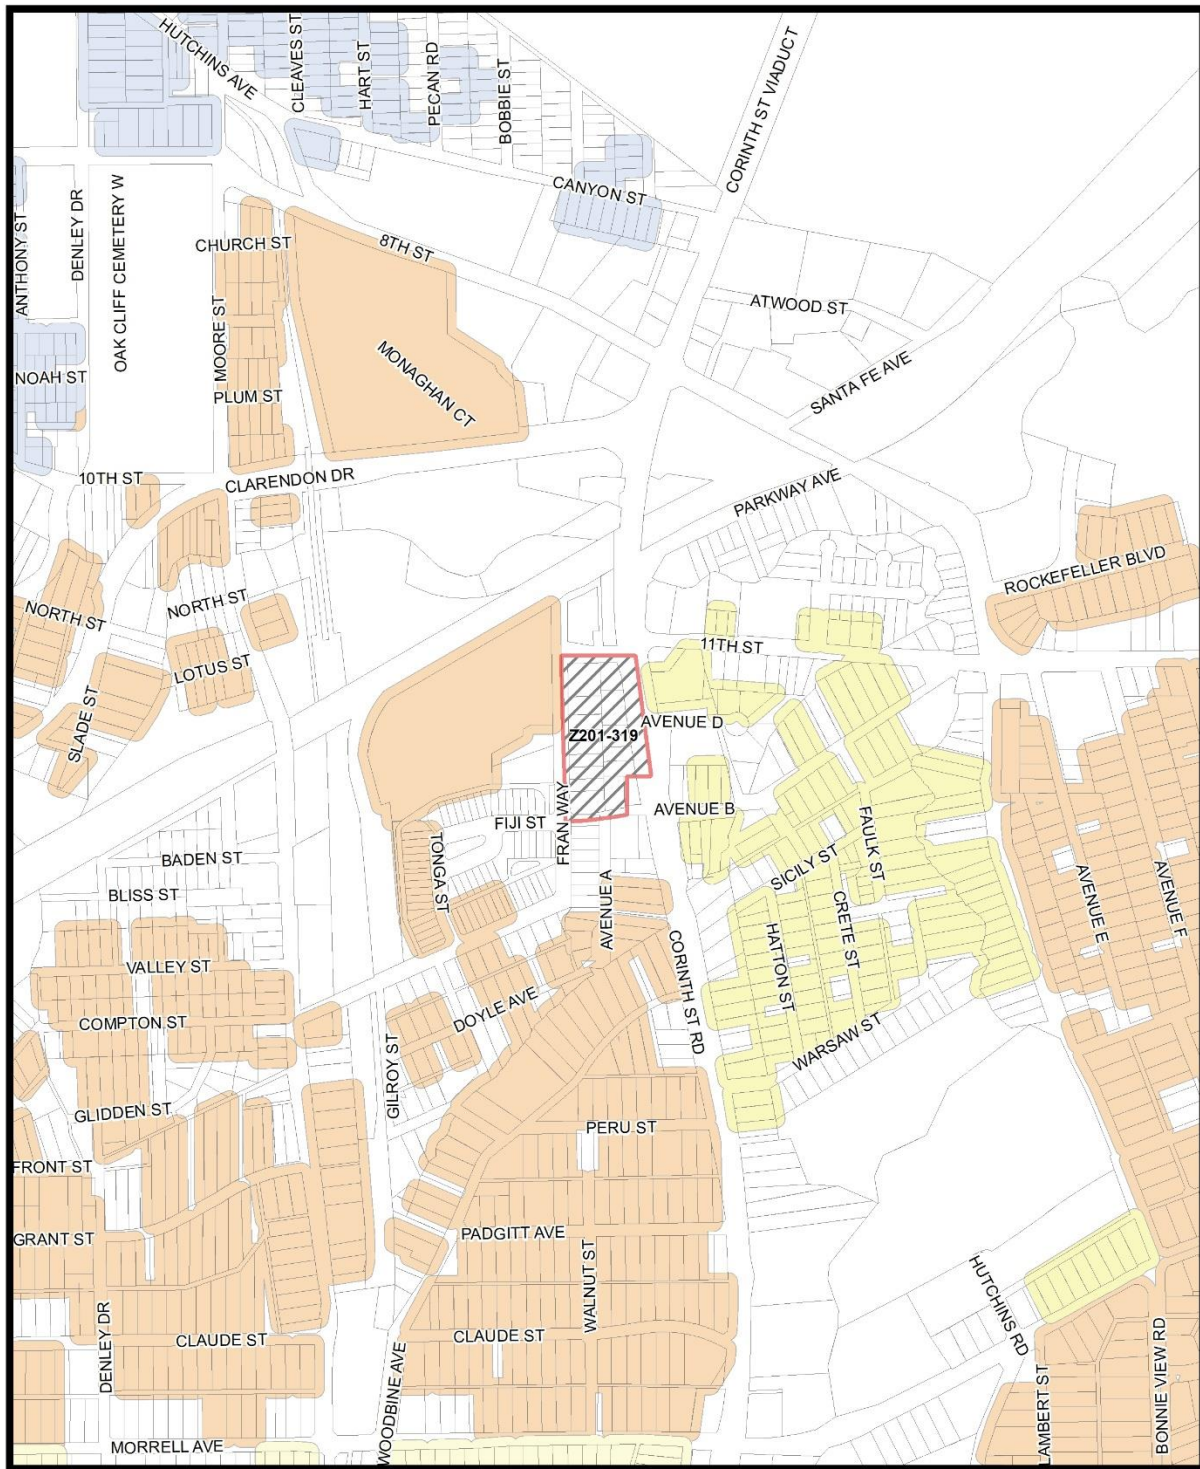 HUTCHINS AVE
CLEAVES ST
HART ST
PECAN RD
BOBBIE ST
CORINTH ST VIADUCT
CANYON ST
ANTHONY ST
DENLEY DR
OAK CLIFF CEMETERY W
CHURCH ST
8TH ST
MOORE ST
ATWOOD ST
MONAGHAN CT
NOAH ST
PLUM ST
SANTA FE AVE
10TH ST
CLARENDON DR
PARKWAY AVE
ROCKEFELLER BLVD
NORTH ST
NORTH ST
11TH ST
LOTUS ST
SLADE ST
AVENUE D
Z201-319
FRAN WAY
AVENUE B
FIJI ST
FAULK ST
BADEN ST
TONGA ST
SICILY ST
BLISS ST
AVENUE A
CRETE ST
AVENUE E
AVENUE F
HATTON ST
VALLEY ST
CORINTH ST RD
DOYLE AVE
COMPTON ST
WARSAW ST
GILROY ST
GLIDDEN ST
PERU ST
FRONT ST
GRANT ST
PADGITT AVE
WALNUT ST
HUTCHINS RD
DENLEY DR
CLAUDE ST
CLAUDE ST
WOODBINE AVE
LAMBERT ST
BONNIE VIEW RD
MORRELL AVE